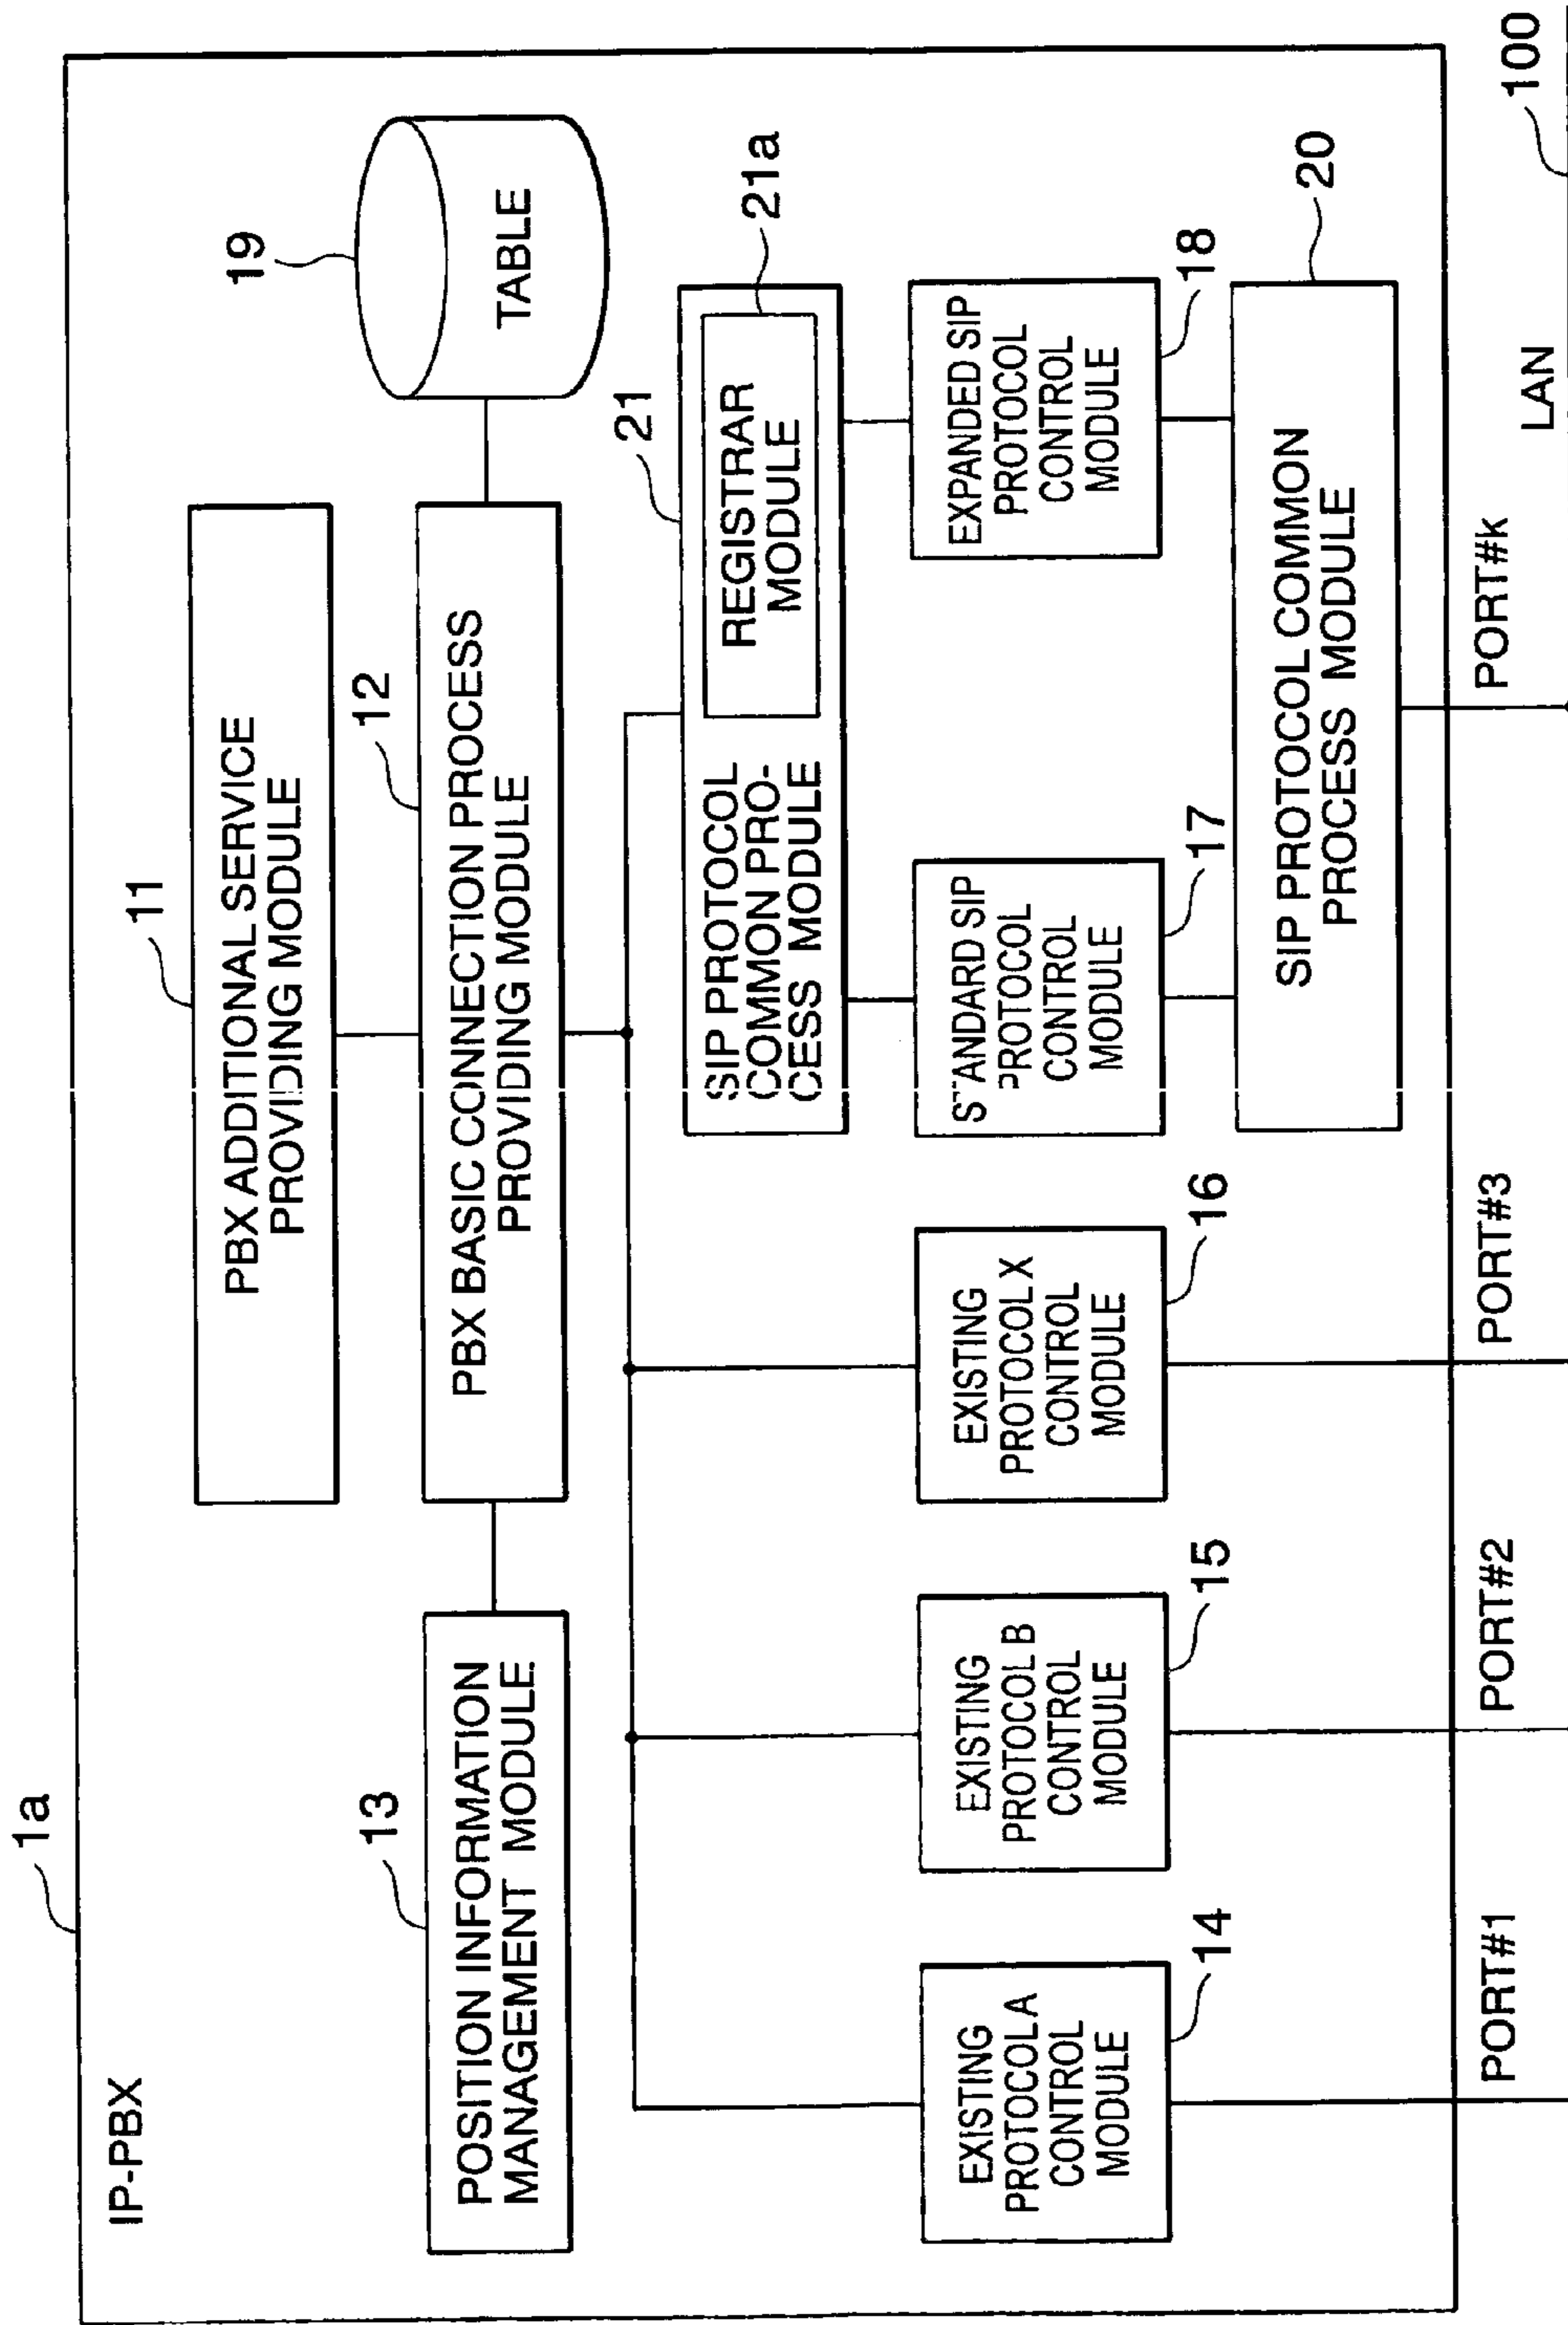 1a
IP-PBX
11
PBX ADDITIONAL SERVICE
PROVIDING MODULE
12
PBX BASIC CONNECTION PROCESS
PROVIDING MODULE
13
POSITION INFORMATION
MANAGEMENT MODULE
19
TABLE
21
SIP PROTOCOL
COMMON PRO-
CESS MODULE
21a
REGISTRAR
MODULE
EXISTING
PROTOCOL A
CONTROL
MODULE
14
EXISTING
PROTOCOL B
CONTROL
MODULE
15
EXISTING
PROTOCOL X
CONTROL
MODULE
16
STANDARD SIP
PROTOCOL
CONTROL
MODULE
17
EXPANDED SIP
PROTOCOL
CONTROL
MODULE
18
SIP PROTOCOL COMMON
PROCESS MODULE
20
PORT#1
PORT#2
PORT#3
PORT#k
LAN
100